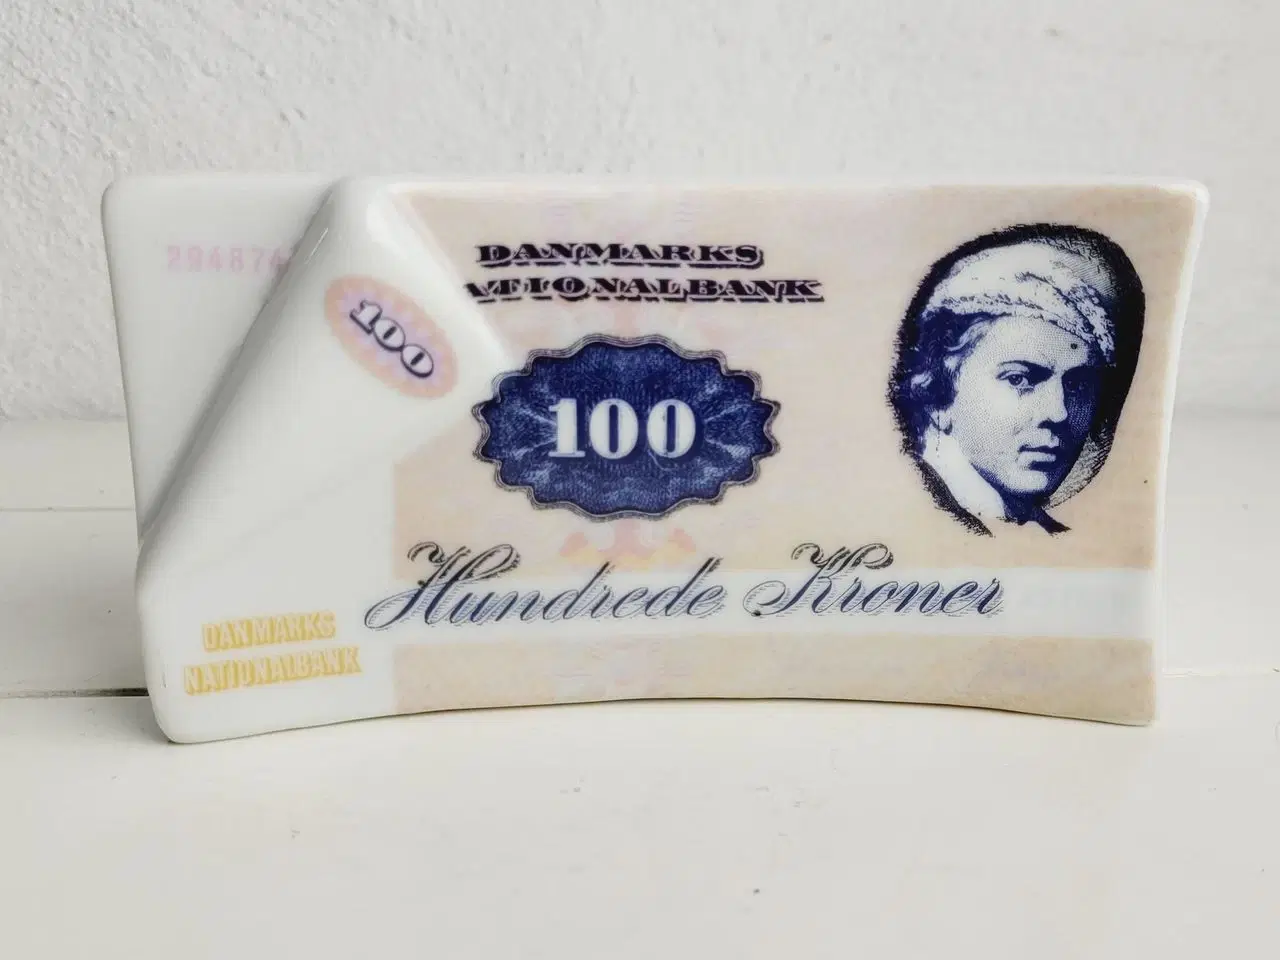 DANMARKS
NATIONALBANK
100
100
Hundrede Kroner
DANMARKS
NATIONALBANK